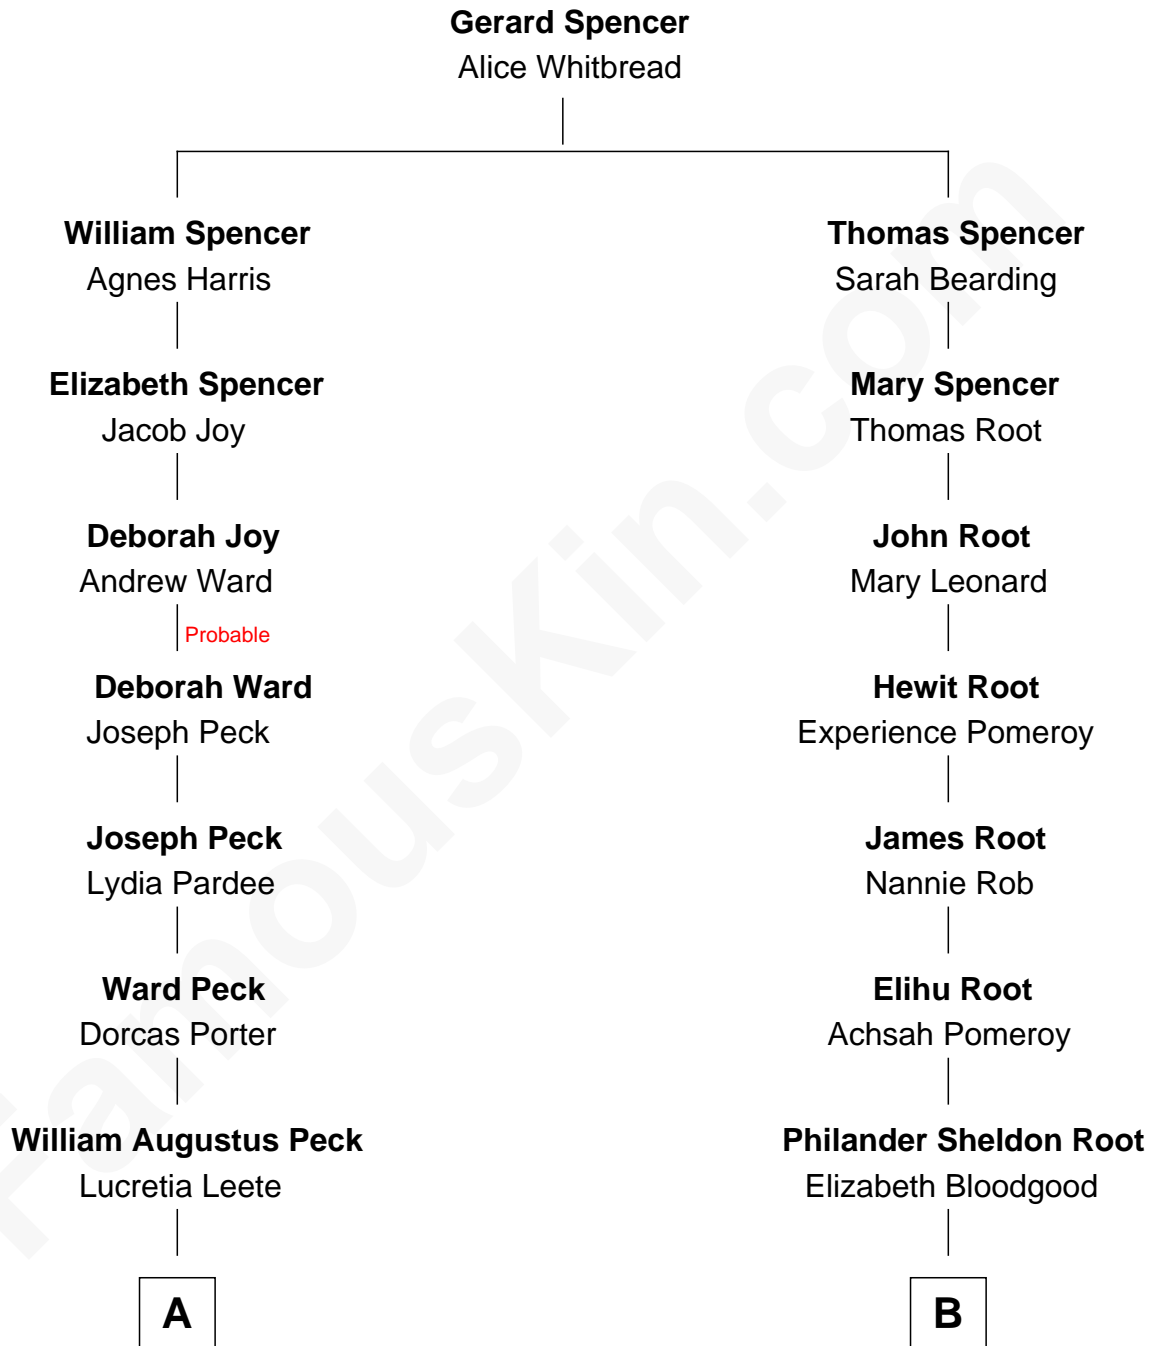 Gerard Spencer
Alice Whitbread
William Spencer
Agnes Harris
Thomas Spencer
Sarah Bearding
Elizabeth Spencer
Jacob Joy
Mary Spencer
Thomas Root
Deborah Joy
Andrew Ward
John Root
Mary Leonard
Probable
Deborah Ward
Joseph Peck
Hewit Root
Experience Pomeroy
Joseph Peck
Lydia Pardee
James Root
Nannie Rob
Ward Peck
Dorcas Porter
Elihu Root
Achsah Pomeroy
William Augustus Peck
Lucretia Leete
Philander Sheldon Root
Elizabeth Bloodgood
A
B
FamousKin.com